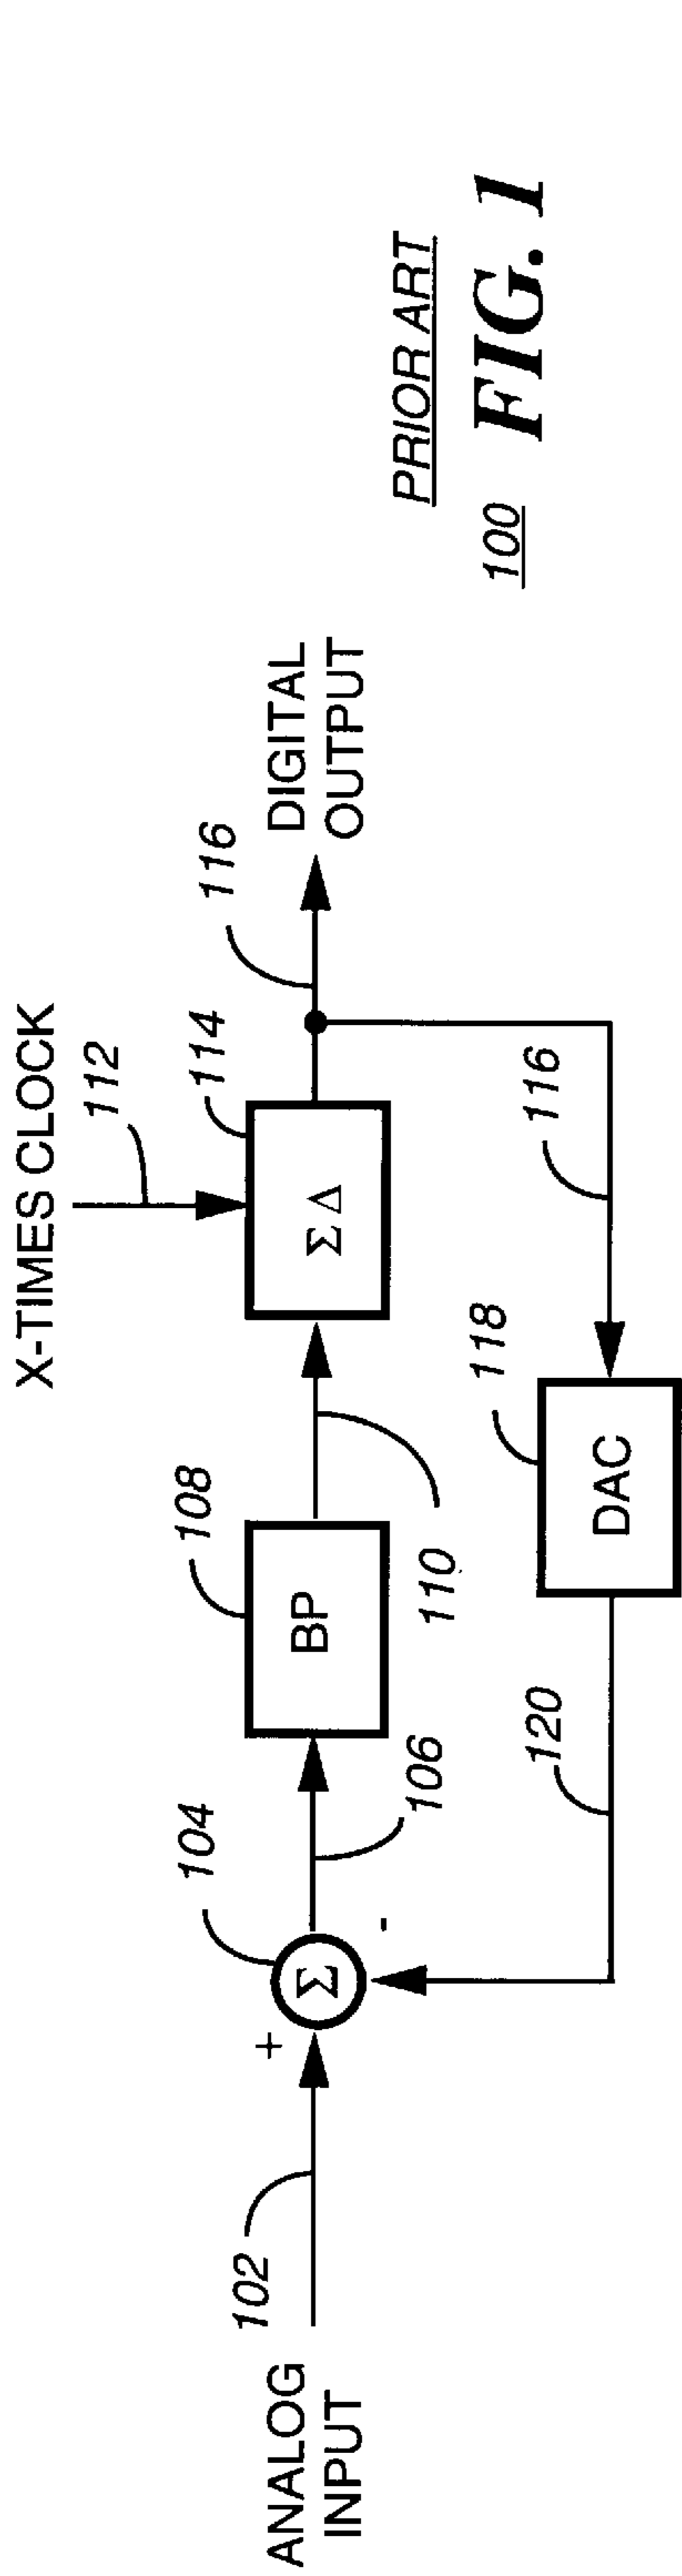 X-TIMES CLOCK
112
104
108
114
116
102
+
Σ
BP
Σ Δ
ANALOG
INPUT
DIGITAL
OUTPUT
-
106
110
120
118
116
DAC
PRIOR ART
100 FIG. 1